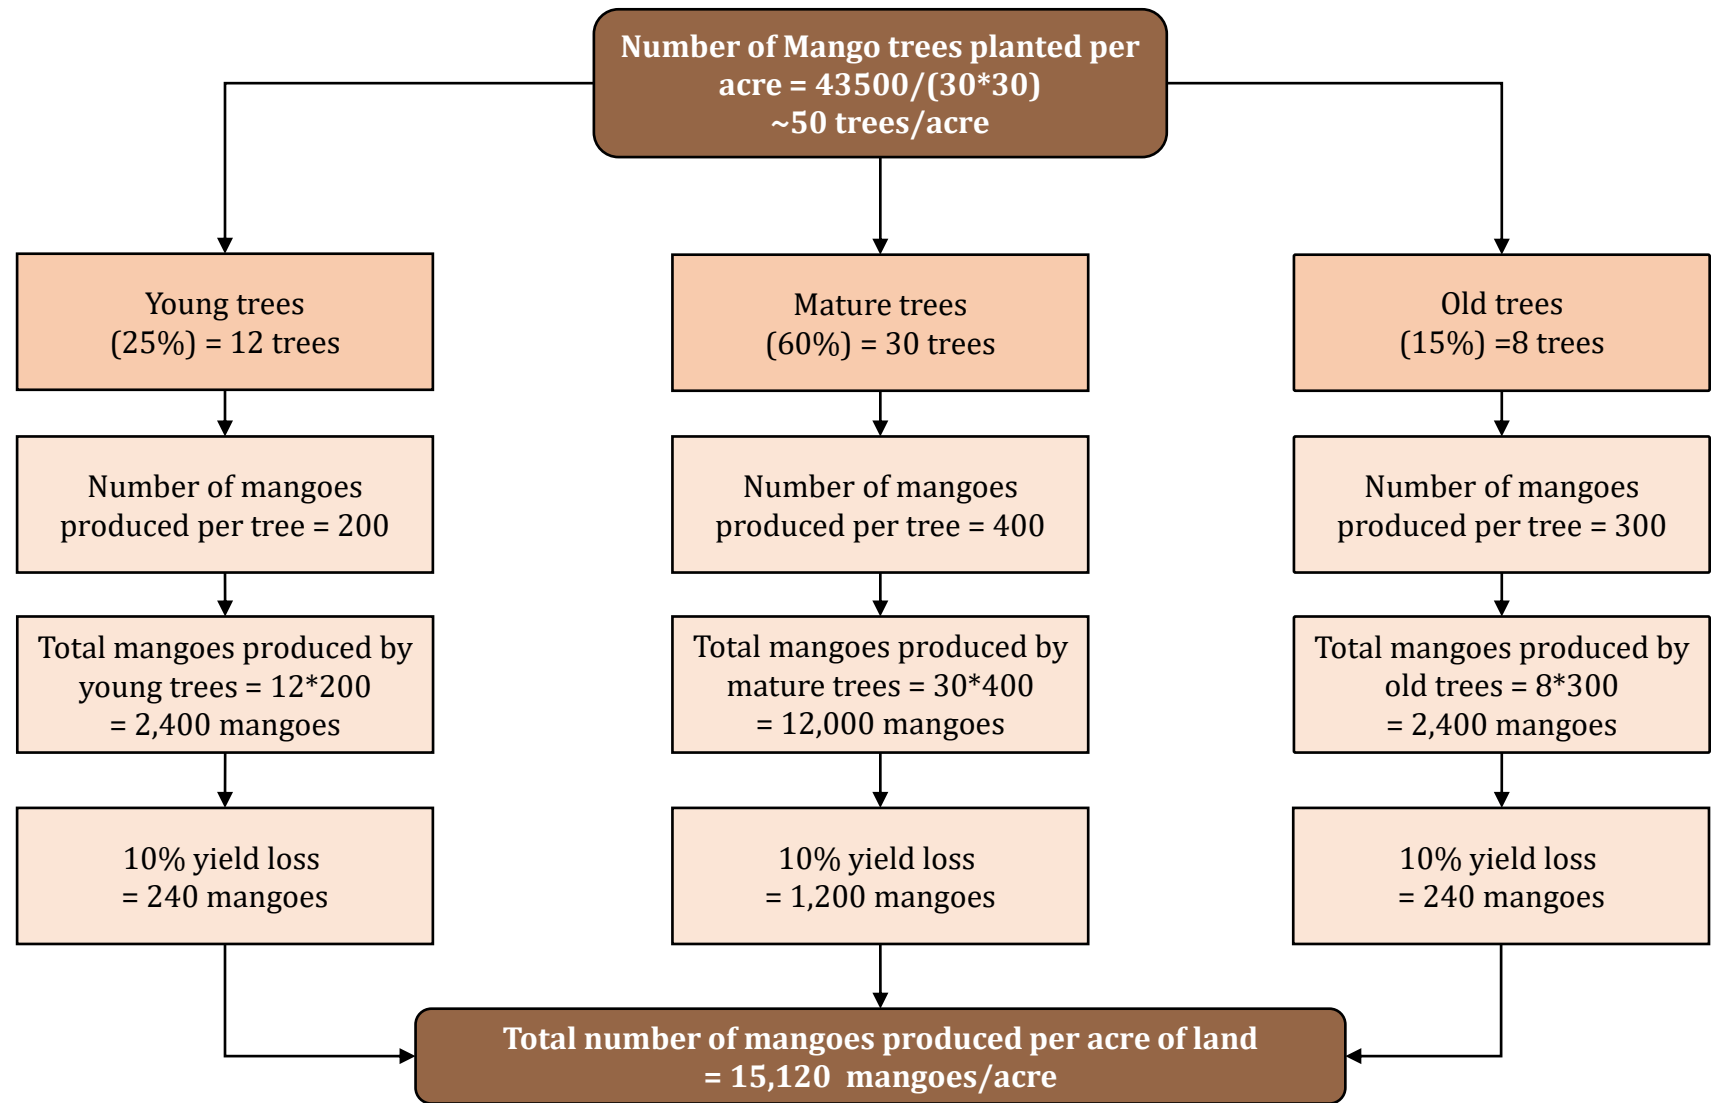 Number of Mango trees planted per
acre = 43500/(30*30)
~50 trees/acre
Young trees
(25%) = 12 trees
Mature trees
(60%) = 30 trees
Old trees
(15%) =8 trees
Number of mangoes
produced per tree = 200
Number of mangoes
produced per tree = 400
Number of mangoes
produced per tree = 300
Total mangoes produced by
young trees = 12*200
= 2,400 mangoes
Total mangoes produced by
mature trees = 30*400
= 12,000 mangoes
Total mangoes produced by
old trees = 8*300
= 2,400 mangoes
10% yield loss
= 240 mangoes
10% yield loss
= 1,200 mangoes
10% yield loss
= 240 mangoes
Total number of mangoes produced per acre of land
= 15,120 mangoes/acre